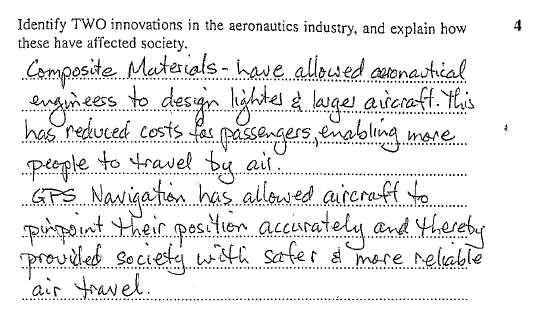 Identify TWO innovations in the aeronautics industry, and explain how 4
these have affected society.
Composite Materials - have allowed aeronautical
engineers to design lighter & larger aircraft. This
has reduced costs for passengers, enabling more
people to travel by air.
GPS Navigation has allowed aircraft to
pinpoint their position accurately and thereby
provided society with safer & more reliable
air travel.